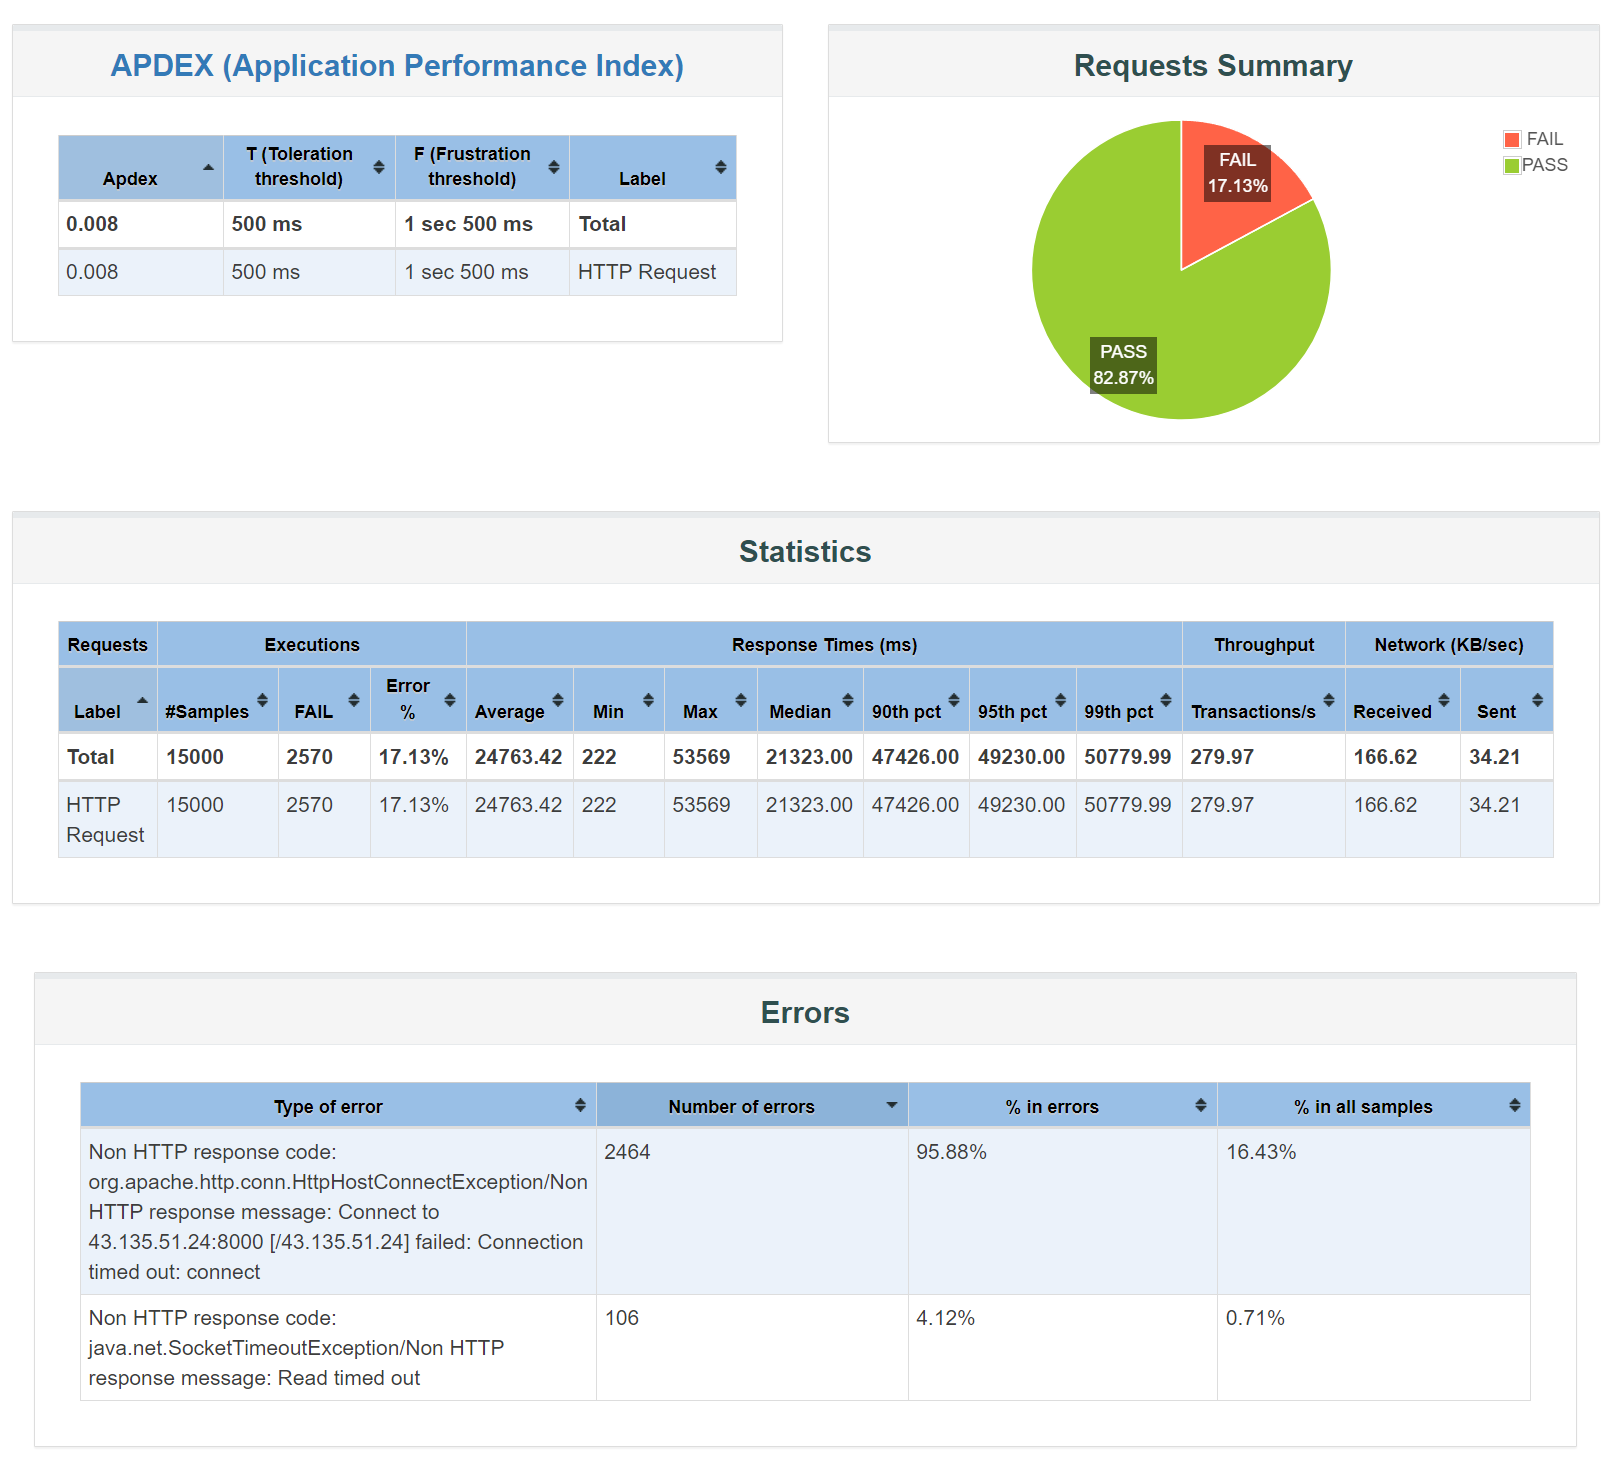 APDEX (Application Performance Index)
Apdex
T (Toleration
threshold)
F (Frustration
threshold)
Label
0.008 500 ms 1 sec 500 ms Total
0.008 500 ms 1 sec 500 ms HTTP Request
Requests Summary
FAIL
17.13%
PASS
82.87%
FAIL
PASS
Statistics
Requests Executions Response Times (ms) Throughput Network (KB/sec)
Label #Samples FAIL Error
% Average Min Max Median 90th pct 95th pct 99th pct Transactions/s Received Sent
Total 15000 2570 17.13% 24763.42 222 53569 21323.00 47426.00 49230.00 50779.99 279.97 166.62 34.21
HTTP
Request 15000 2570 17.13% 24763.42 222 53569 21323.00 47426.00 49230.00 50779.99 279.97 166.62 34.21
Errors
Type of error Number of errors % in errors % in all samples
Non HTTP response code: 2464 95.88% 16.43%
org.apache.http.conn.HttpHostConnectException/Non
HTTP response message: Connect to
43.135.51.24:8000 [/43.135.51.24] failed: Connection
timed out: connect
Non HTTP response code: 106 4.12% 0.71%
java.net.SocketTimeoutException/Non HTTP
response message: Read timed out